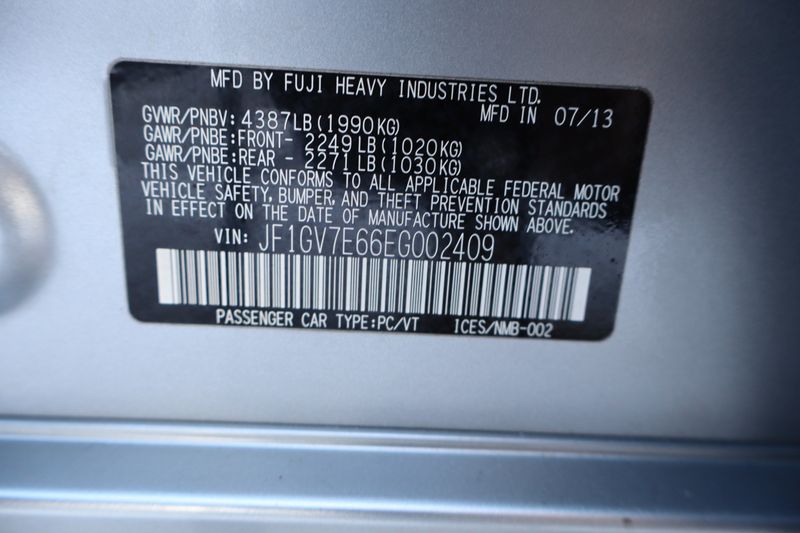 MFD BY FUJI HEAVY INDUSTRIES LTD.
MFD IN 07/13
GVWR/PNBV: 4387LB(1990KG)
GAWR/PNBE:FRONT- 2249LB(1020KG)
GAWR/PNBE:REAR - 2271LB(1030KG)
THIS VEHICLE CONFORMS TO ALL APPLICABLE FEDERAL MOTOR
VEHICLE SAFETY, BUMPER, AND THEFT PREVENTION STANDARDS
IN EFFECT ON THE DATE OF MANUFACTURE SHOWN ABOVE.
VIN: JF1GV7E66EG002409
PASSENGER CAR TYPE:PC/VT ICES/NMB-002